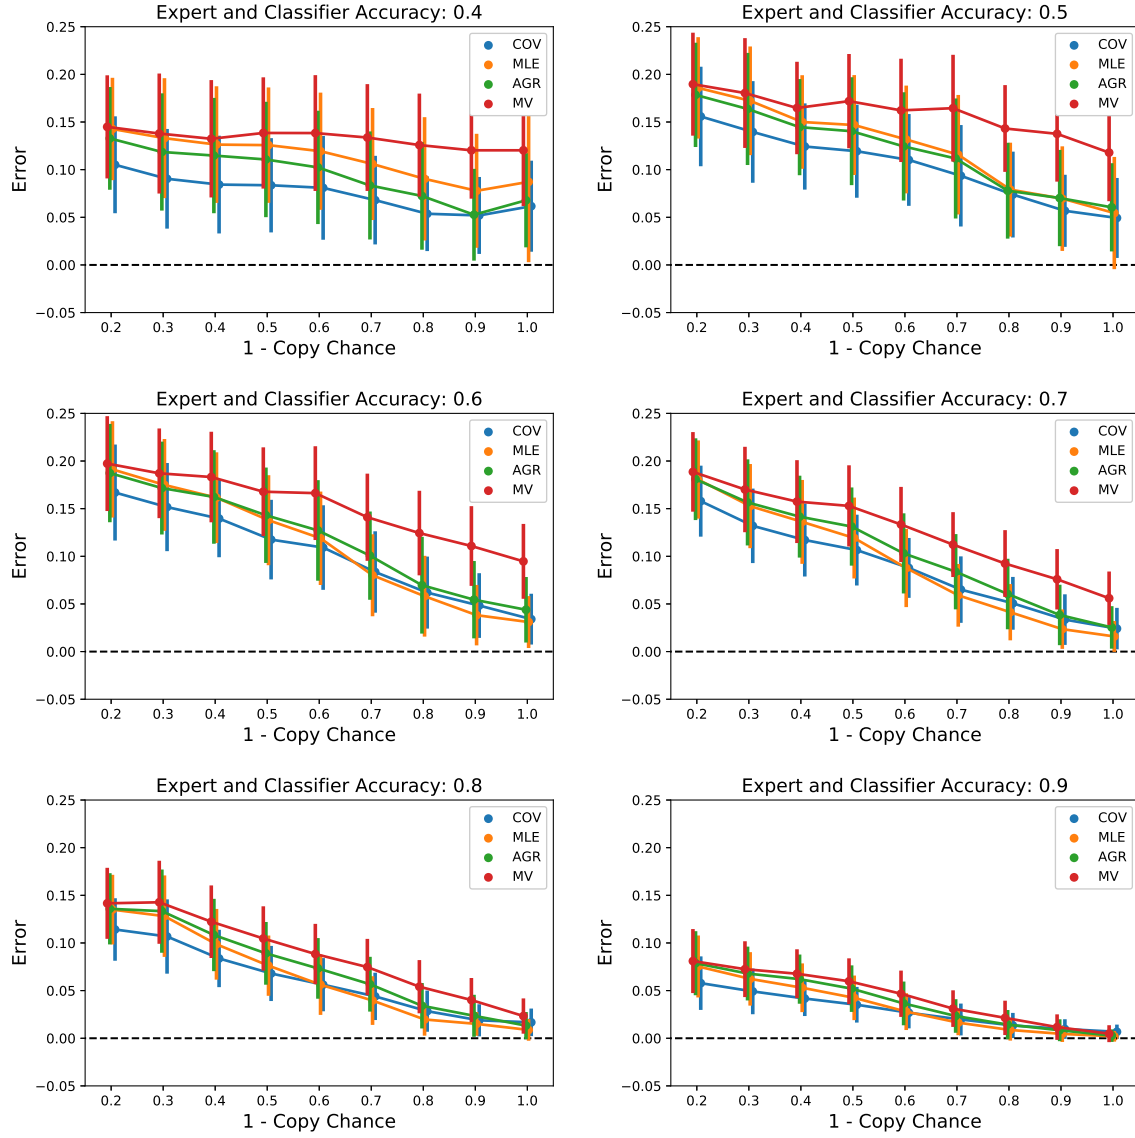 Expert and Classifier Accuracy: 0.4
0.25
0.20
0.15
0.10
0.05
0.00
−0.05
Error
COV
MLE
AGR
MV
0.2 0.3 0.4 0.5 0.6 0.7 0.8 0.9 1.0
1 - Copy Chance
Expert and Classifier Accuracy: 0.5
0.25
0.20
0.15
0.10
0.05
0.00
−0.05
Error
COV
MLE
AGR
MV
0.2 0.3 0.4 0.5 0.6 0.7 0.8 0.9 1.0
1 - Copy Chance
Expert and Classifier Accuracy: 0.6
0.25
0.20
0.15
0.10
0.05
0.00
−0.05
Error
COV
MLE
AGR
MV
0.2 0.3 0.4 0.5 0.6 0.7 0.8 0.9 1.0
1 - Copy Chance
Expert and Classifier Accuracy: 0.7
0.25
0.20
0.15
0.10
0.05
0.00
−0.05
Error
COV
MLE
AGR
MV
0.2 0.3 0.4 0.5 0.6 0.7 0.8 0.9 1.0
1 - Copy Chance
Expert and Classifier Accuracy: 0.8
0.25
0.20
0.15
0.10
0.05
0.00
−0.05
Error
COV
MLE
AGR
MV
0.2 0.3 0.4 0.5 0.6 0.7 0.8 0.9 1.0
1 - Copy Chance
Expert and Classifier Accuracy: 0.9
0.25
0.20
0.15
0.10
0.05
0.00
−0.05
Error
COV
MLE
AGR
MV
0.2 0.3 0.4 0.5 0.6 0.7 0.8 0.9 1.0
1 - Copy Chance